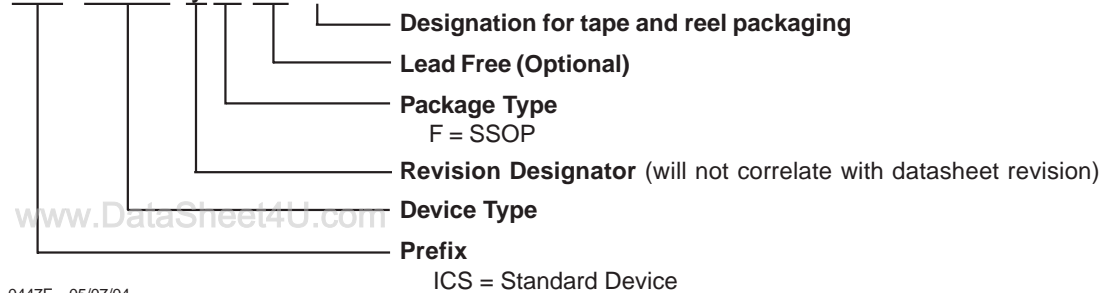 Designation for tape and reel packaging
Lead Free (Optional)
Package Type
F = SSOP
Revision Designator (will not correlate with datasheet revision)
www.DataSheet4U.com Device Type
Prefix
ICS = Standard Device